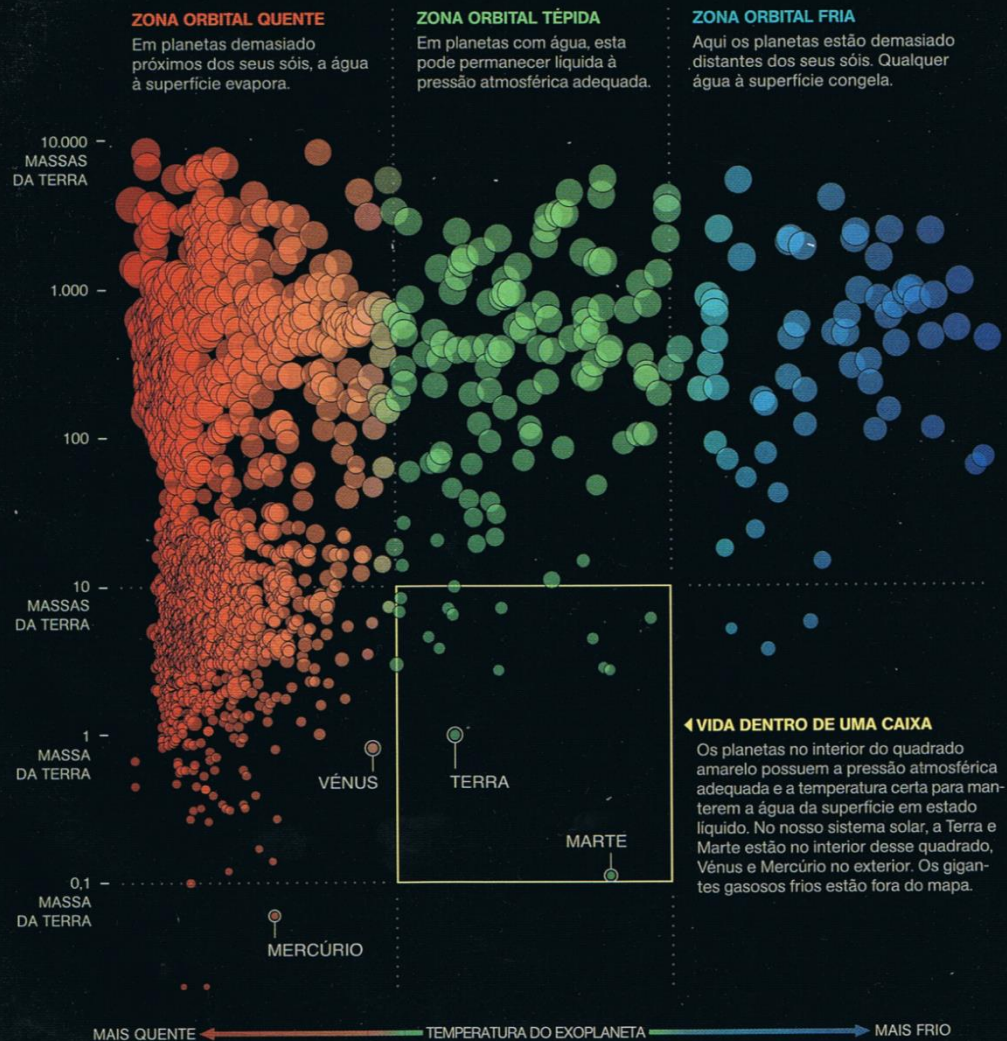 ZONA ORBITAL QUENTE
Em planetas demasiado
próximos dos seus sóis, a água
à superfície evapora.
ZONA ORBITAL TÉPIDA
Em planetas com água, esta
pode permanecer líquida à
pressão atmosférica adequada.
ZONA ORBITAL FRIA
Aqui os planetas estão demasiado
distantes dos seus sóis. Qualquer
água à superfície congela.
10.000
MASSAS
DA TERRA
1.000
100
10
MASSAS
DA TERRA
1
MASSA
DA TERRA
0,1
MASSA
DA TERRA
VÉNUS
TERRA
MARTE
MERCÚRIO
VIDA DENTRO DE UMA CAIXA
Os planetas no interior do quadrado
amarelo possuem a pressão atmosférica
adequada e a temperatura certa para man-
terem a água da superfície em estado
líquido. No nosso sistema solar, a Terra e
Marte estão no interior desse quadrado,
Vénus e Mercúrio no exterior. Os gigan-
tes gasosos frios estão fora do mapa.
MAIS QUENTE
TEMPERATURA DO EXOPLANETA
MAIS FRIO